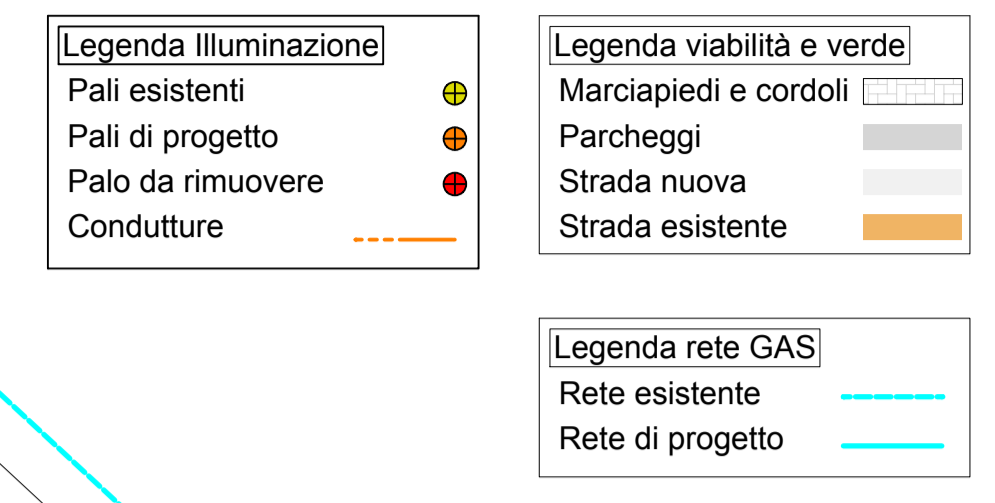 Legenda Illuminazione
Pali esistenti
Pali di progetto
Palo da rimuovere
Condutture
Legenda viabilità e verde
Marciapiedi e cordoli
Parcheggi
Strada nuova
Strada esistente
Legenda rete GAS
Rete esistente
Rete di progetto